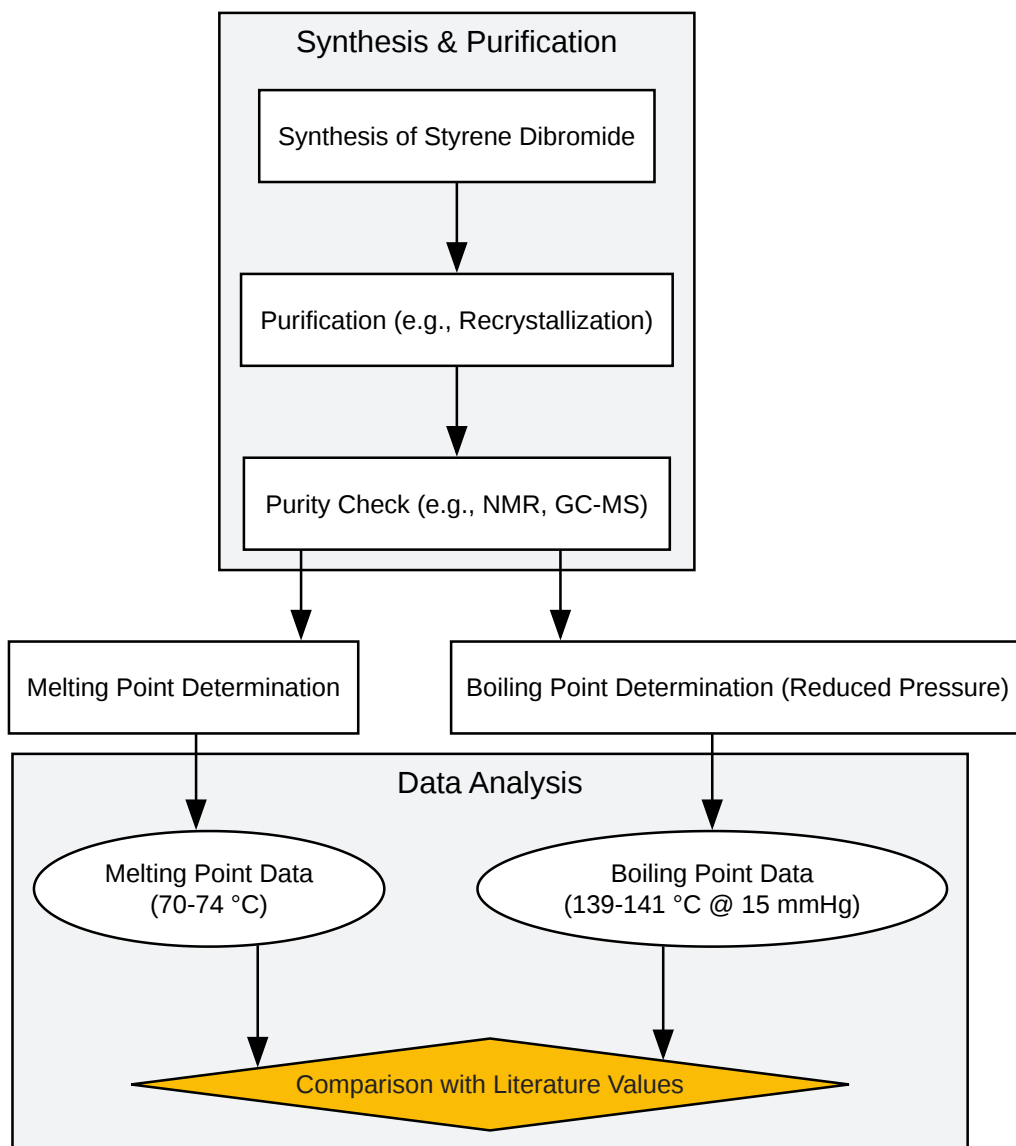 Synthesis & Purification
Synthesis of Styrene Dibromide
Purification (e.g., Recrystallization)
Purity Check (e.g., NMR, GC-MS)
Melting Point Determination
Boiling Point Determination (Reduced Pressure)
Data Analysis
Melting Point Data
(70-74 °C)
Boiling Point Data
(139-141 °C @ 15 mmHg)
Comparison with Literature Values